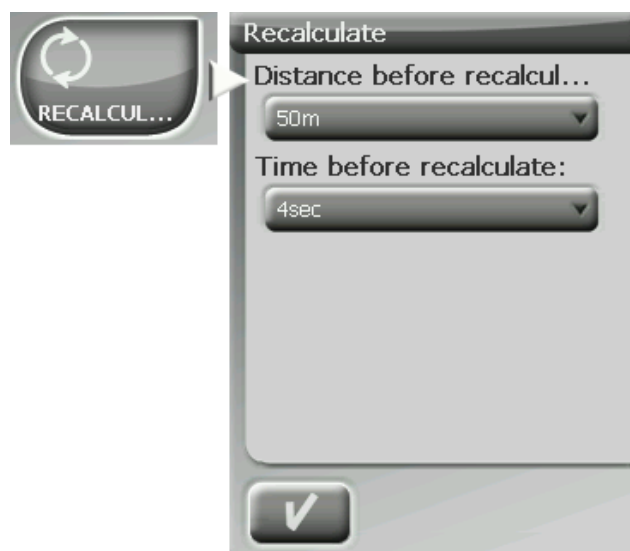 RECALCUL...
Recalculate
Distance before recalcul...
50m
Time before recalculate:
4sec